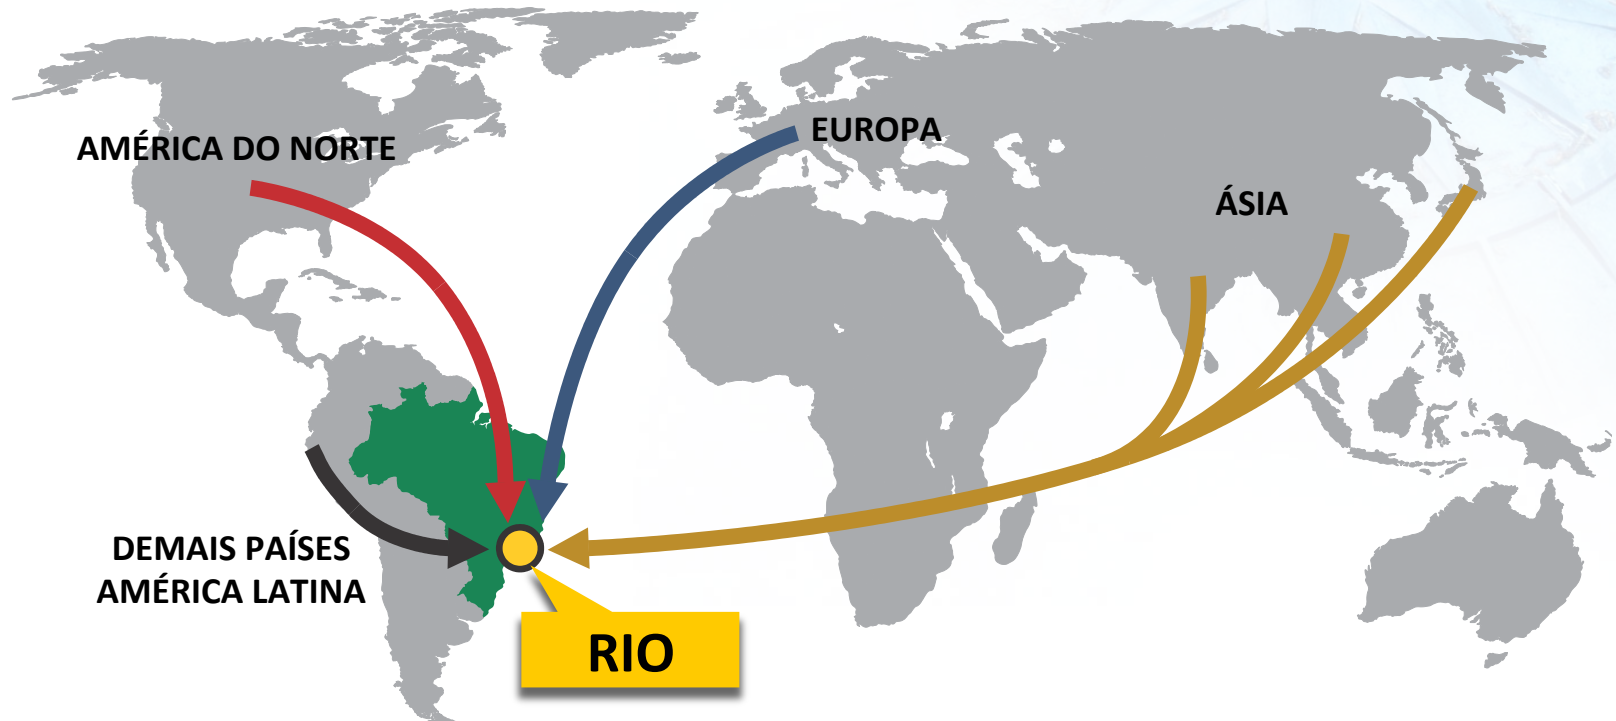 AMÉRICA DO NORTE
EUROPA
ÁSIA
DEMAIS PAÍSES
AMÉRICA LATINA
RIO